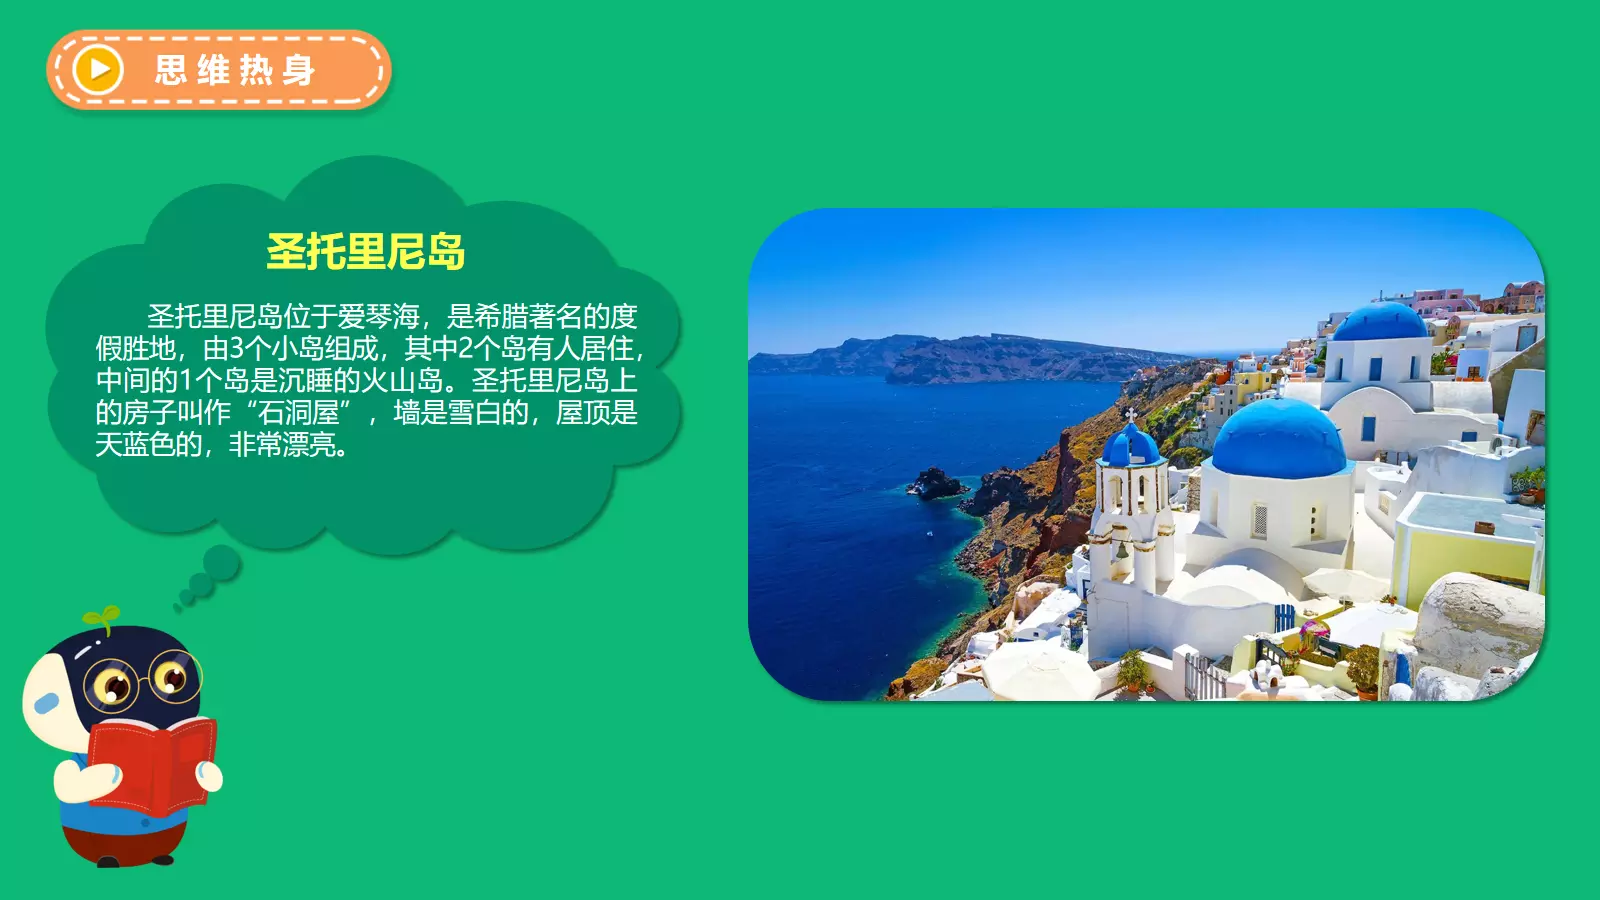 思维热身
圣托里尼岛
圣托里尼岛位于爱琴海，是希腊著名的度
假胜地，由3个小岛组成，其中2个岛有人居住，
中间的1个岛是沉睡的火山岛。圣托里尼岛上
的房子叫作“石洞屋”，墙是雪白的，屋顶是
天蓝色的，非常漂亮。